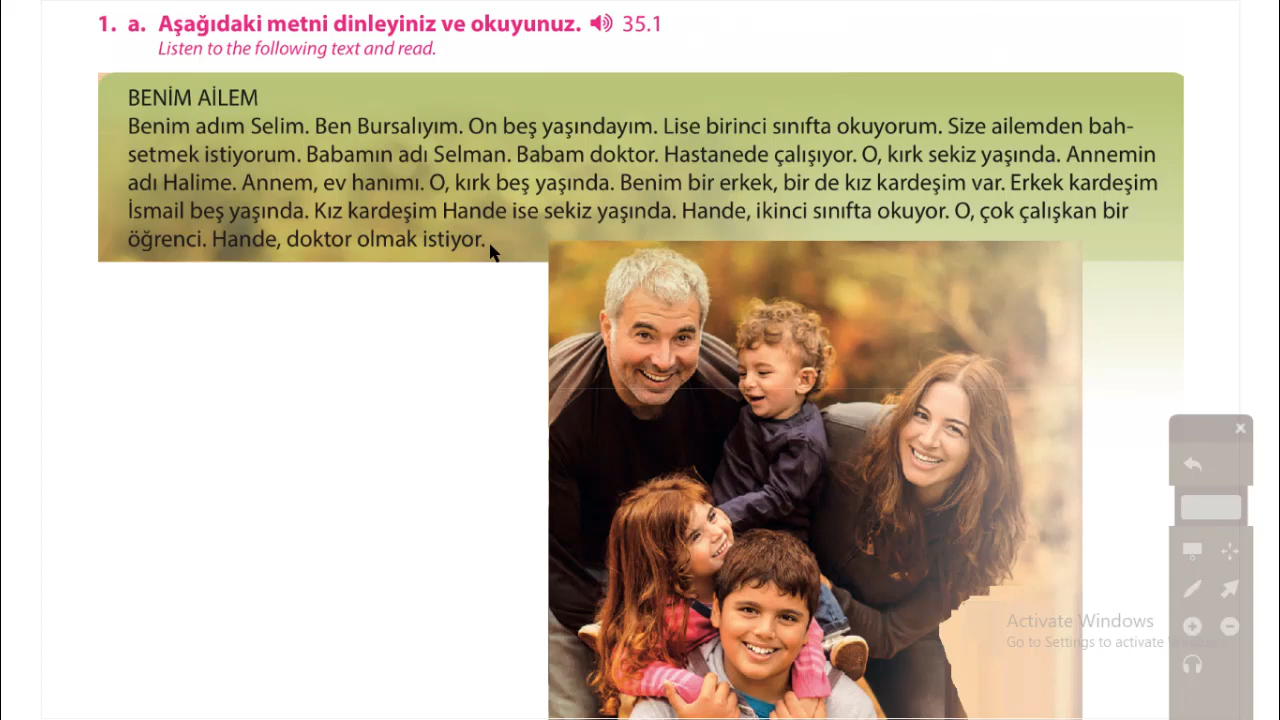 1. a. Aşağıdaki metni dinleyiniz ve okuyunuz. 35.1
Listen to the following text and read.
BENİM AİLEM
Benim adım Selim. Ben Bursalıyım. On beş yaşındayım. Lise birinci sınıfta okuyorum. Size ailemden bah-
setmek istiyorum. Babamın adı Selman. Babam doktor. Hastanede çalışıyor. O, kırk sekiz yaşında. Annemin
adı Halime. Annem, ev hanımı. O, kırk beş yaşında. Benim bir erkek, bir de kız kardeşim var. Erkek kardeşim
İsmail beş yaşında. Kız kardeşim Hande ise sekiz yaşında. Hande, ikinci sınıfta okuyor. O, çok çalışkan bir
öğrenci. Hande, doktor olmak istiyor.
Activate Windows
Go to Settings to activate Windows.